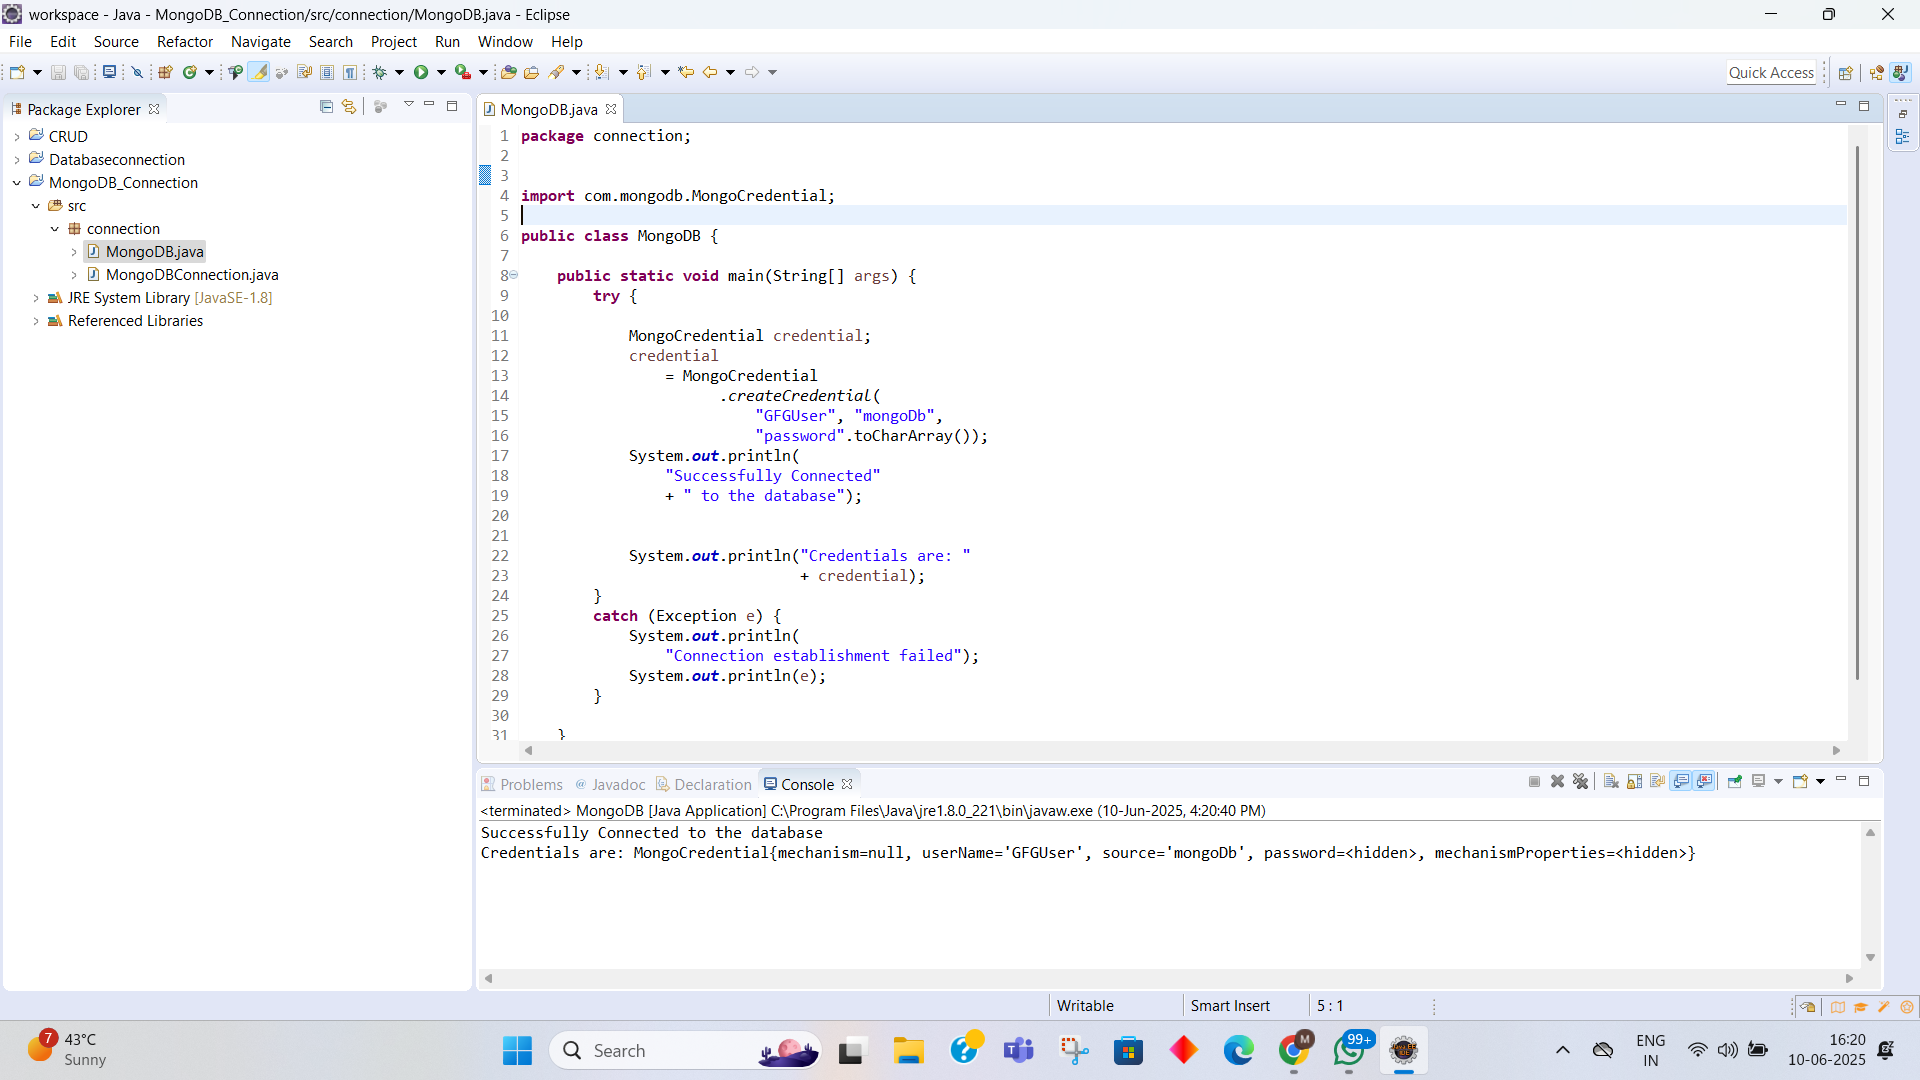 workspace - Java - MongoDB_Connection/src/connection/MongoDB.java - Eclipse
File Edit Source Refactor Navigate Search Project Run Window Help
Quick Access
Package Explorer
CRUD
Databaseconnection
MongoDB_Connection
src
connection
MongoDB.java
MongoDBConnection.java
JRE System Library [JavaSE-1.8]
Referenced Libraries
MongoDB.java
1 package connection;
2
3
4 import com.mongodb.MongoCredential;
5
6 public class MongoDB {
7
8 public static void main(String[] args) {
9 try {
10
11 MongoCredential credential;
12 credential
13 = MongoCredential
14 .createCredential(
15 "GFGUser", "mongoDb",
16 "password".toCharArray());
17 System.out.println(
18 "Successfully Connected"
19 + " to the database");
20
21
22 System.out.println("Credentials are: "
23 + credential);
24 }
25 catch (Exception e) {
26 System.out.println(
27 "Connection establishment failed");
28 System.out.println(e);
29 }
30
31 }
Problems @ Javadoc Declaration Console
<terminated> MongoDB [Java Application] C:\Program Files\Java\jre1.8.0_221\bin\javaw.exe (10-Jun-2025, 4:20:40 PM)
Successfully Connected to the database
Credentials are: MongoCredential{mechanism=null, userName='GFGUser', source='mongoDb', password=<hidden>, mechanismProperties=<hidden>}
Writable Smart Insert 5 : 1
7
43°C
Sunny
Search
M
99+
ENG
IN
16:20
10-06-2025